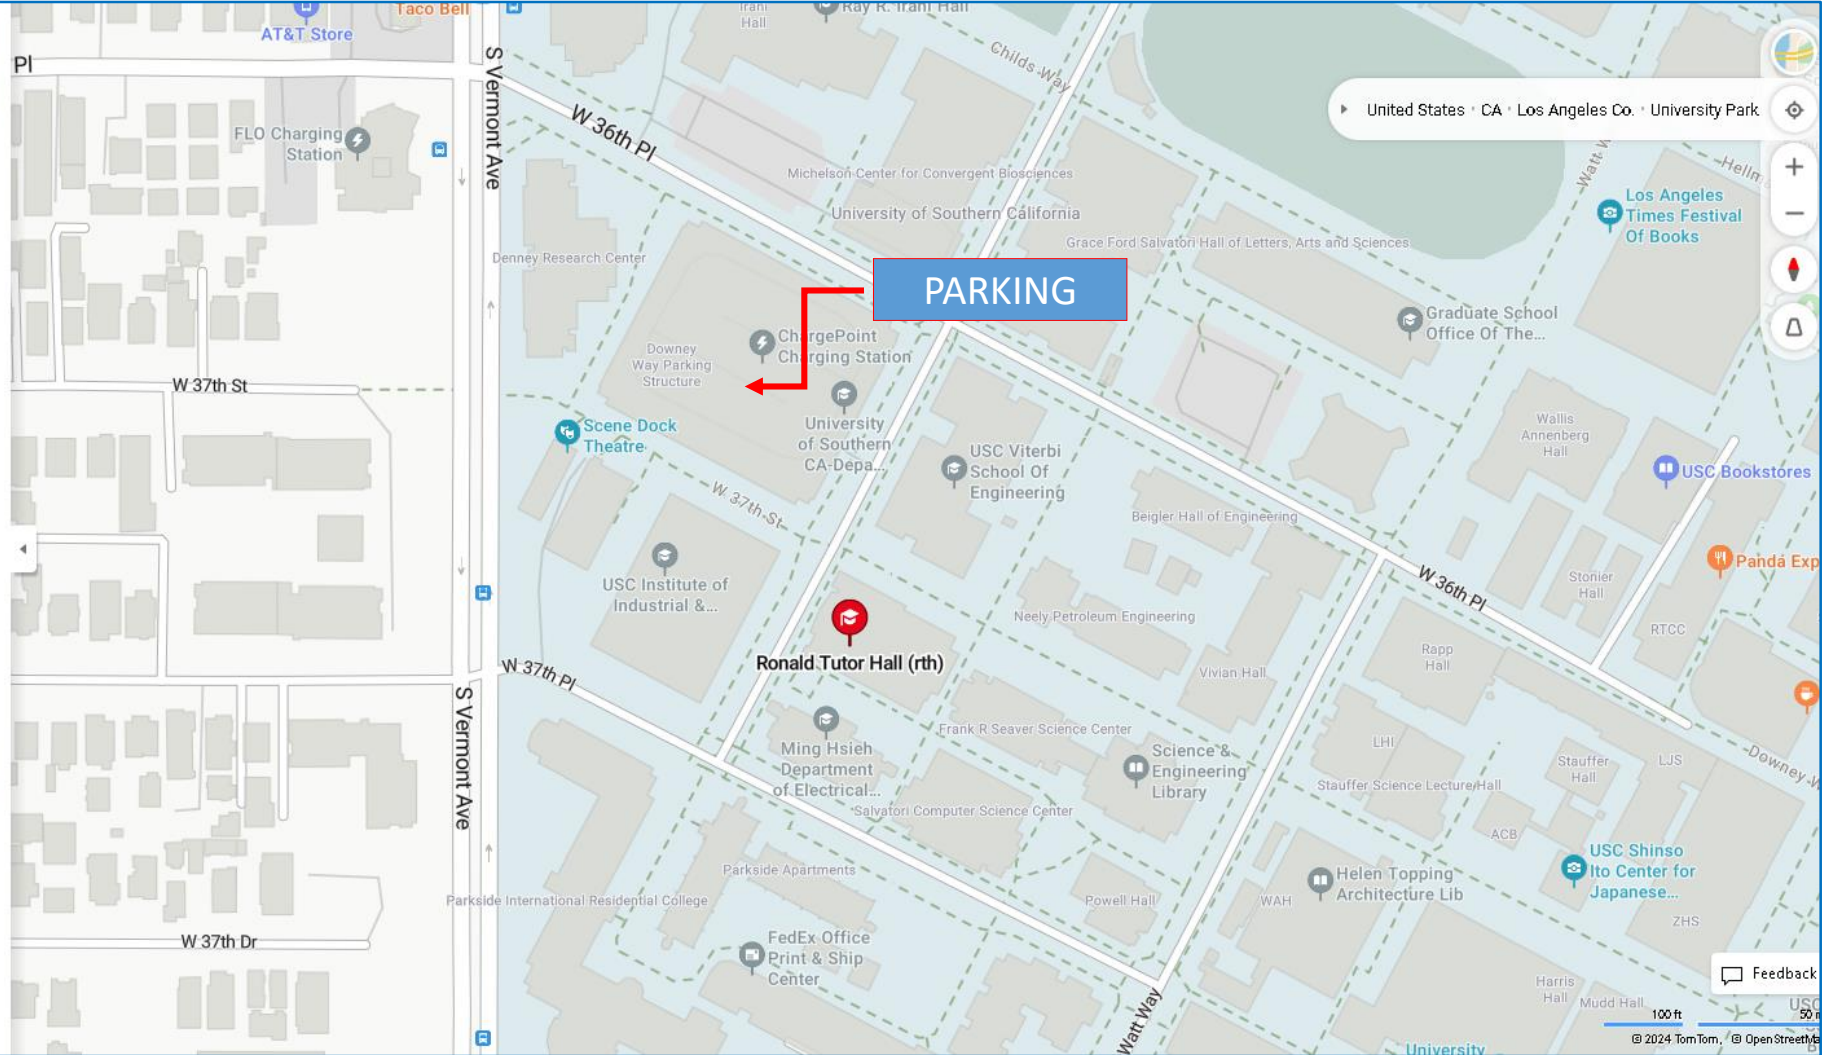 Taco Bell
AT&T Store
Irani
Hall
Ray R. Irani Hall
Childs Way
Pl
S Vermont Ave
W 36th Pl
United States · CA · Los Angeles Co. · University Park
FLO Charging
Station
Michelson Center for Convergent Biosciences
University of Southern California
Grace Ford Salvatori Hall of Letters, Arts and Sciences
Los Angeles
Times Festival
Of Books
Denney Research Center
PARKING
ChargePoint
Charging Station
Graduate School
Office Of The...
Downey
Way Parking
Structure
W 37th St
Scene Dock
Theatre
University
of Southern
CA-Depa...
USC Viterbi
School Of
Engineering
Wallis
Annenberg
Hall
USC Bookstores
W 37th St
Beigler Hall of Engineering
USC Institute of
Industrial &...
W 36th Pl
Stonier
Hall
Panda Exp
Neely Petroleum Engineering
RTCC
Rapp
Hall
Ronald Tutor Hall (rth)
W 37th Pl
Vivian Hall
S Vermont Ave
Frank R Seaver Science Center
Ming Hsieh
Department
of Electrical...
Science &
Engineering
Library
LHI
Stauffer
Hall
LJS
Downey W
Stauffer Science Lecture Hall
Salvatori Computer Science Center
ACB
Parkside Apartments
USC Shinso
Ito Center for
Japanese...
Helen Topping
Architecture Lib
Parkside International Residential College
Powell Hall
WAH
ZHS
W 37th Dr
FedEx Office
Print & Ship
Center
Feedback
Harris
Hall
Mudd Hall
USC
Watt Way
100 ft
50 m
© 2024 TomTom, © OpenStreetMa
University